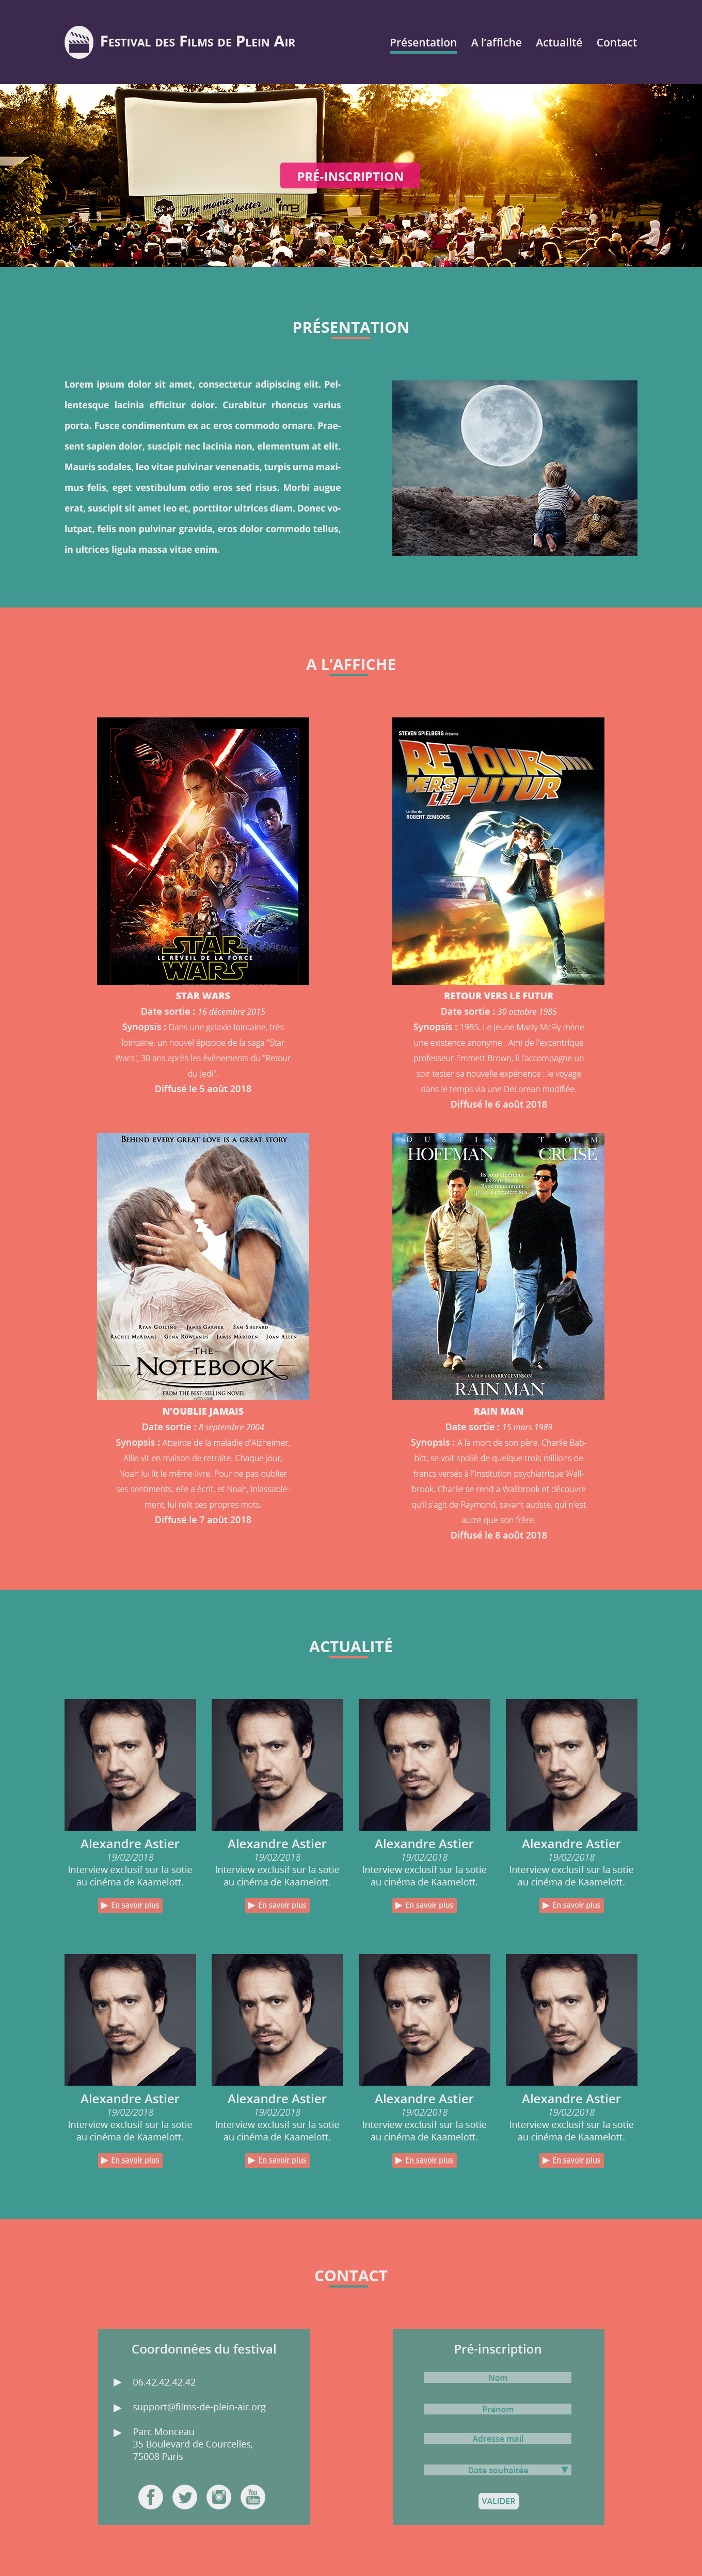 Festival des Films de Plein Air
Présentation A l'affiche Actualité Contact
PRÉ-INSCRIPTION
The movies
are better with imb
PRÉSENTATION
Lorem ipsum dolor sit amet, consectetur adipiscing elit. Pel-
lentesque lacinia efficitur dolor. Curabitur rhoncus varius
porta. Fusce condimentum ex ac eros commodo ornare. Prae-
sent sapien dolor, suscipit nec lacinia non, elementum at elit.
Mauris sodales, leo vitae pulvinar venenatis, turpis urna maxi-
mus felis, eget vestibulum odio eros sed risus. Morbi augue
erat, suscipit sit amet leo et, porttitor ultrices diam. Donec vo-
lutpat, felis non pulvinar gravida, eros dolor commodo tellus,
in ultrices ligula massa vitae enim.
A L'AFFICHE
STAR
LE RÉVEIL DE LA FORCE
WARS
STAR WARS
Date sortie : 16 décembre 2015
Synopsis : Dans une galaxie lointaine, très
lointaine, un nouvel épisode de la saga "Star
Wars", 30 ans après les événements du "Retour
du Jedi".
Diffusé le 5 août 2018
STEVEN SPIELBERG Présente
RETOUR
VERS
LE FUTUR
un film de
ROBERT ZEMECKIS
RETOUR VERS LE FUTUR
Date sortie : 30 octobre 1985
Synopsis : 1985. Le jeune Marty McFly mène
une existence anonyme . Ami de l'excentrique
professeur Emmett Brown, il l'accompagne un
soir tester sa nouvelle expérience : le voyage
dans le temps via une DeLorean modifiée.
Diffusé le 6 août 2018
BEHIND EVERY GREAT LOVE IS A GREAT STORY
RYAN GOSLING JAMES GARNER SAM SHEPARD
RACHEL MCADAMS GENA ROWLANDS JAMES MARSDEN JOAN ALLEN
THE
NOTEBOOK
FROM THE BEST-SELLING NOVEL
N'OUBLIE JAMAIS
Date sortie : 8 septembre 2004
Synopsis : Atteinte de la maladie d'Alzheimer,
Allie vit en maison de retraite. Chaque jour,
Noah lui lit le même livre. Pour ne pas oublier
ses sentiments, elle a écrit, et Noah, inlassable-
ment, lui relit ses propres mots.
Diffusé le 7 août 2018
DUSTIN TOM
HOFFMAN CRUISE
UN FILM DE BARRY LEVINSON
RAIN MAN
RAIN MAN
Date sortie : 15 mars 1989
Synopsis : A la mort de son père, Charlie Bab-
bitt, se voit spolié de quelque trois millions de
francs versés à l'Institution psychiatrique Wall-
brook. Charlie se rend a Wallbrook et découvre
qu'il s'agit de Raymond, savant autiste, qui n'est
autre que son frère.
Diffusé le 8 août 2018
ACTUALITÉ
Alexandre Astier
19/02/2018
Interview exclusif sur la sotie
au cinéma de Kaamelott.
En savoir plus
Alexandre Astier
19/02/2018
Interview exclusif sur la sotie
au cinéma de Kaamelott.
En savoir plus
Alexandre Astier
19/02/2018
Interview exclusif sur la sotie
au cinéma de Kaamelott.
En savoir plus
Alexandre Astier
19/02/2018
Interview exclusif sur la sotie
au cinéma de Kaamelott.
En savoir plus
Alexandre Astier
19/02/2018
Interview exclusif sur la sotie
au cinéma de Kaamelott.
En savoir plus
Alexandre Astier
19/02/2018
Interview exclusif sur la sotie
au cinéma de Kaamelott.
En savoir plus
Alexandre Astier
19/02/2018
Interview exclusif sur la sotie
au cinéma de Kaamelott.
En savoir plus
Alexandre Astier
19/02/2018
Interview exclusif sur la sotie
au cinéma de Kaamelott.
En savoir plus
CONTACT
Coordonnées du festival
06.42.42.42.42
support@films-de-plein-air.org
Parc Monceau
35 Boulevard de Courcelles,
75008 Paris
You
Tube
Pré-inscription
Nom
Prénom
Adresse mail
Date souhaitée
VALIDER